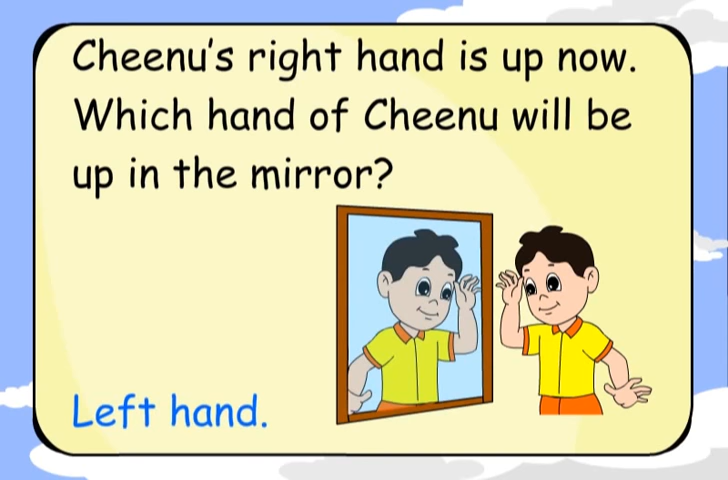 Cheenu's right hand is up now.
Which hand of Cheenu will be
up in the mirror?
Left hand.